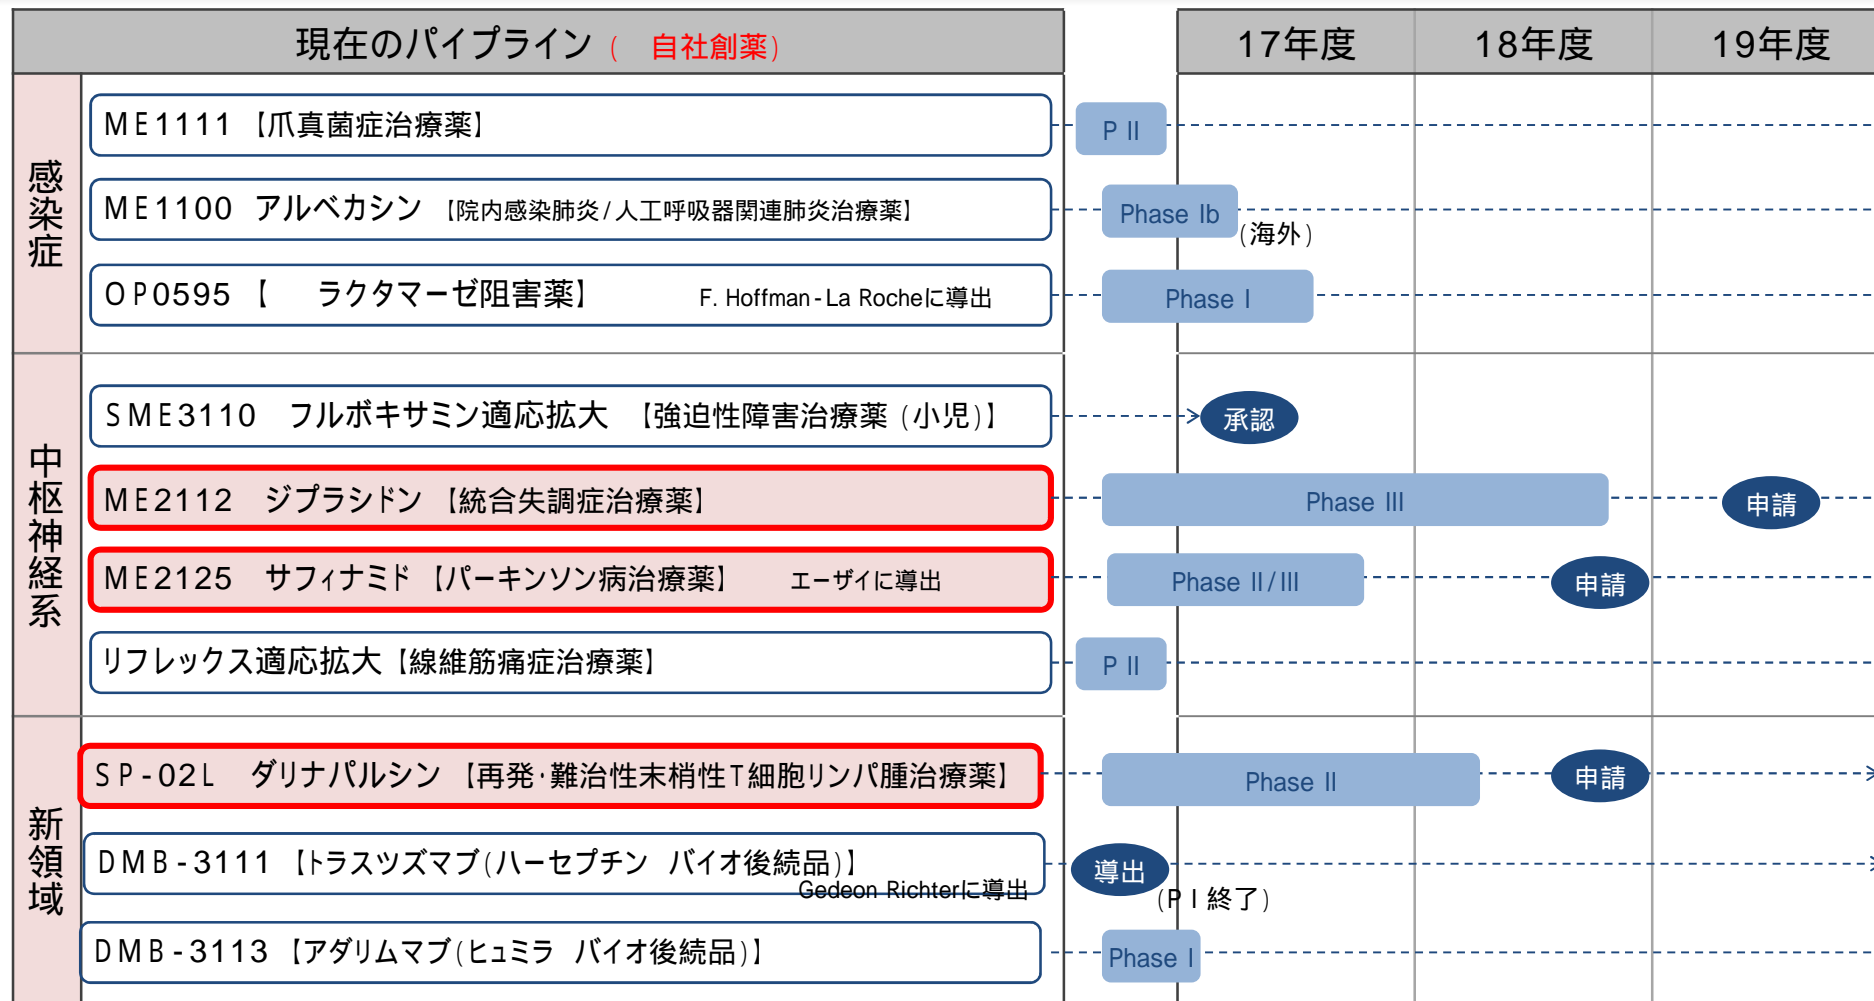 現在のパイプライン ( 自社創薬)
17年度 18年度 19年度
感染症
ME1111 【爪真菌症治療薬】
P II
ME1100 アルベカシン 【院内感染肺炎/人工呼吸器関連肺炎治療薬】
Phase Ib
(海外)
OP0595 【 ラクタマーゼ阻害薬】 F. Hoffman-La Rocheに導出
Phase I
中枢神経系
SME3110 フルボキサミン適応拡大 【強迫性障害治療薬 (小児)】
承認
ME2112 ジプラシドン 【統合失調症治療薬】
Phase III
申請
ME2125 サフィナミド 【パーキンソン病治療薬】 エーザイに導出
Phase II/III
申請
リフレックス適応拡大【線維筋痛症治療薬】
P II
新領域
SP-02L ダリナパルシン 【再発・難治性末梢性T細胞リンパ腫治療薬】
Phase II
申請
DMB-3111 【トラスツズマブ(ハーセプチン バイオ後続品)】
Gedeon Richterに導出
導出
(PI終了)
DMB-3113 【アダリムマブ(ヒュミラ バイオ後続品)】
Phase I